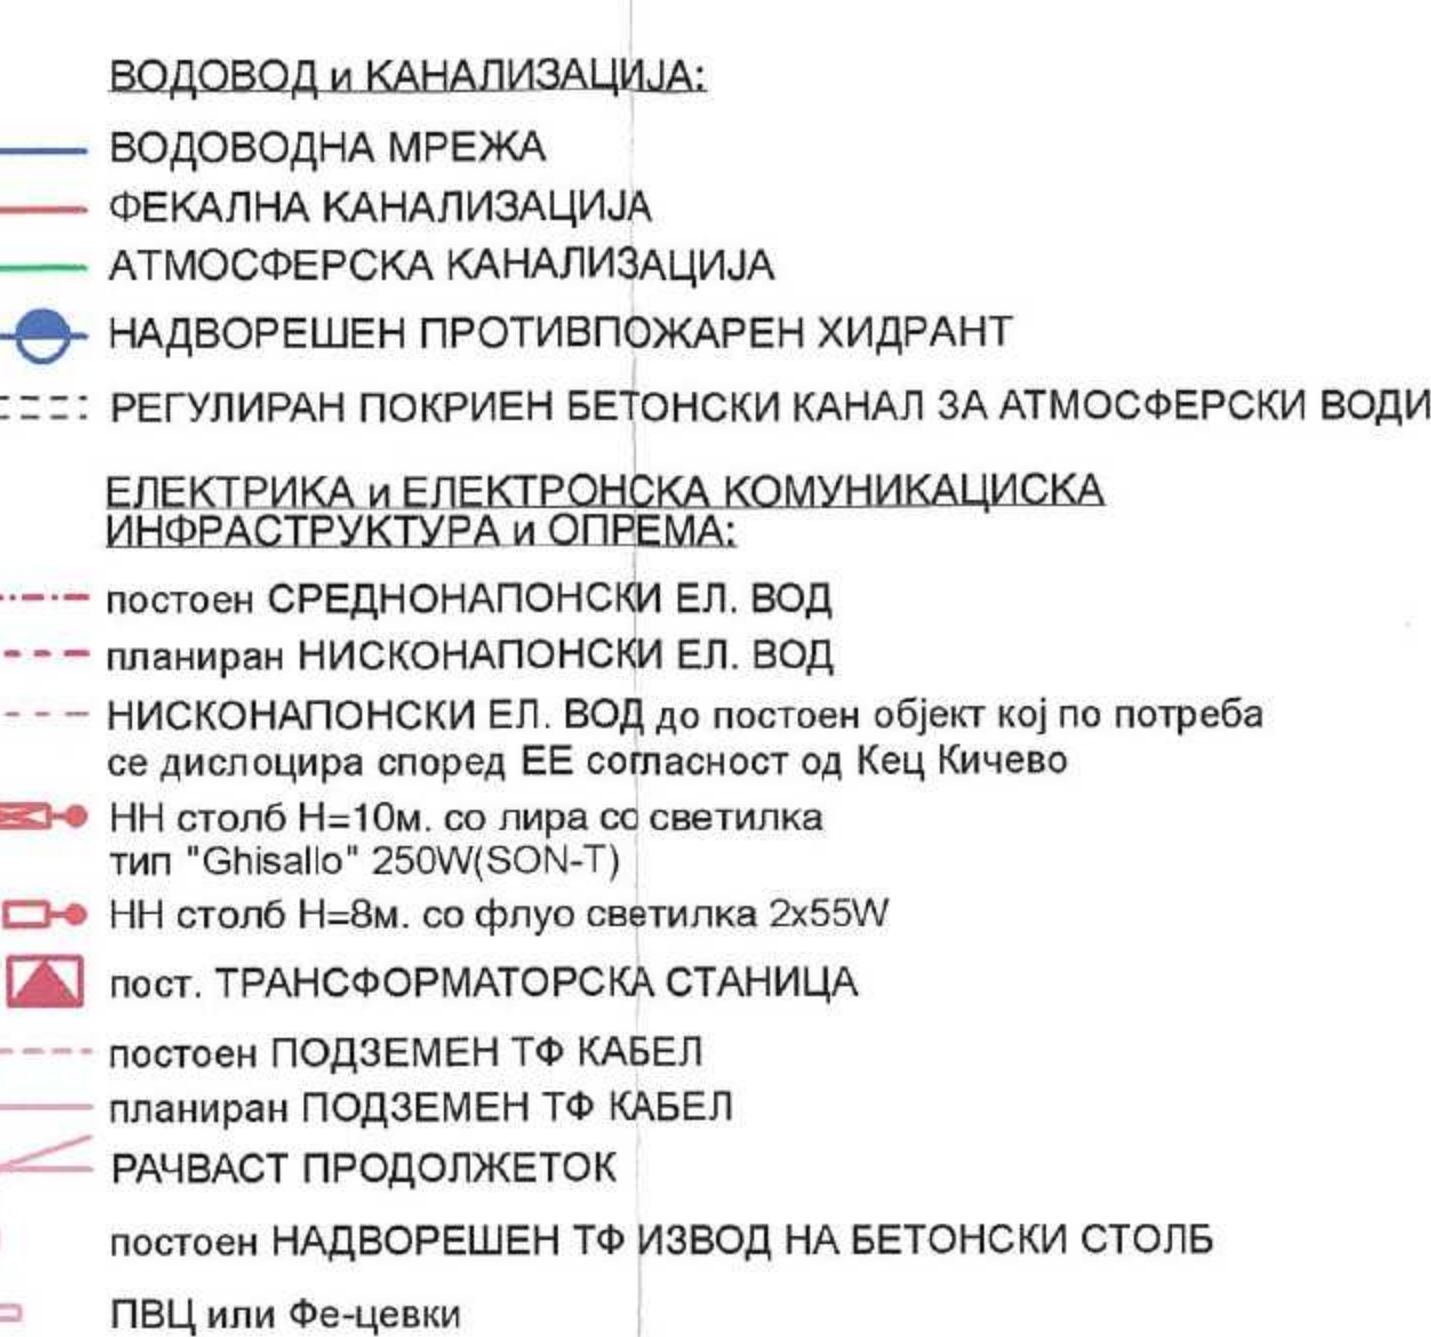 ВОДОВОД и КАНАЛИЗАЦИЈА:
ВОДОВОДНА МРЕЖА
ФЕКАЛНА КАНАЛИЗАЦИЈА
АТМОСФЕРСКА КАНАЛИЗАЦИЈА
НАДВОРЕШЕН ПРОТИВПОЖАРЕН ХИДРАНТ
РЕГУЛИРАН ПОКРИЕН БЕТОНСКИ КАНАЛ ЗА АТМОСФЕРСКИ ВОДИ
ЕЛЕКТРИКА и ЕЛЕКТРОНСКА КОМУНИКАЦИСКА
ИНФРАСТРУКТУРА и ОПРЕМА:
постоен СРЕДНОНАПОНСКИ ЕЛ. ВОД
планиран НИСКОНАПОНСКИ ЕЛ. ВОД
НИСКОНАПОНСКИ ЕЛ. ВОД до постоен објект кој по потреба
се дислоцира според ЕЕ согласност од Кец Кичево
НН столб Н=10м. со лира со светилка
тип "Ghisallo" 250W(SON-T)
НН столб Н=8м. со флуо светилка 2x55W
пост. ТРАНСФОРМАТОРСКА СТАНИЦА
постоен ПОДЗЕМЕН ТФ КАБЕЛ
планиран ПОДЗЕМЕН ТФ КАБЕЛ
РАЧВАСТ ПРОДОЛЖЕТОК
постоен НАДВОРЕШЕН ТФ ИЗВОД НА БЕТОНСКИ СТОЛБ
ПВЦ или Фе-цевки